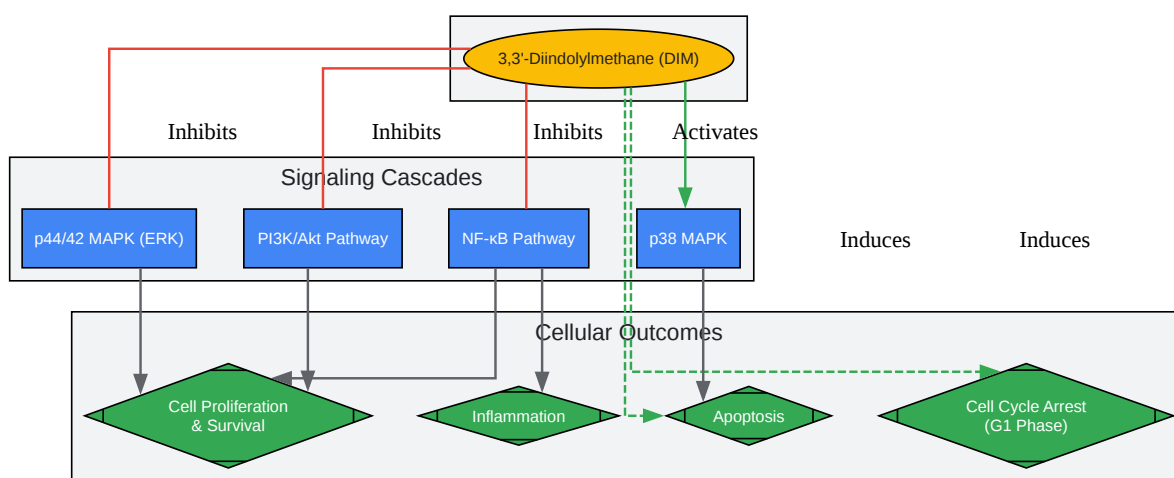 3,3'-Diindolylmethane (DIM)
Inhibits
Inhibits
Inhibits
Activates
Signaling Cascades
p44/42 MAPK (ERK)
PI3K/Akt Pathway
NF-κB Pathway
p38 MAPK
Induces
Induces
Cellular Outcomes
Cell Proliferation
& Survival
Inflammation
Apoptosis
Cell Cycle Arrest
(G1 Phase)